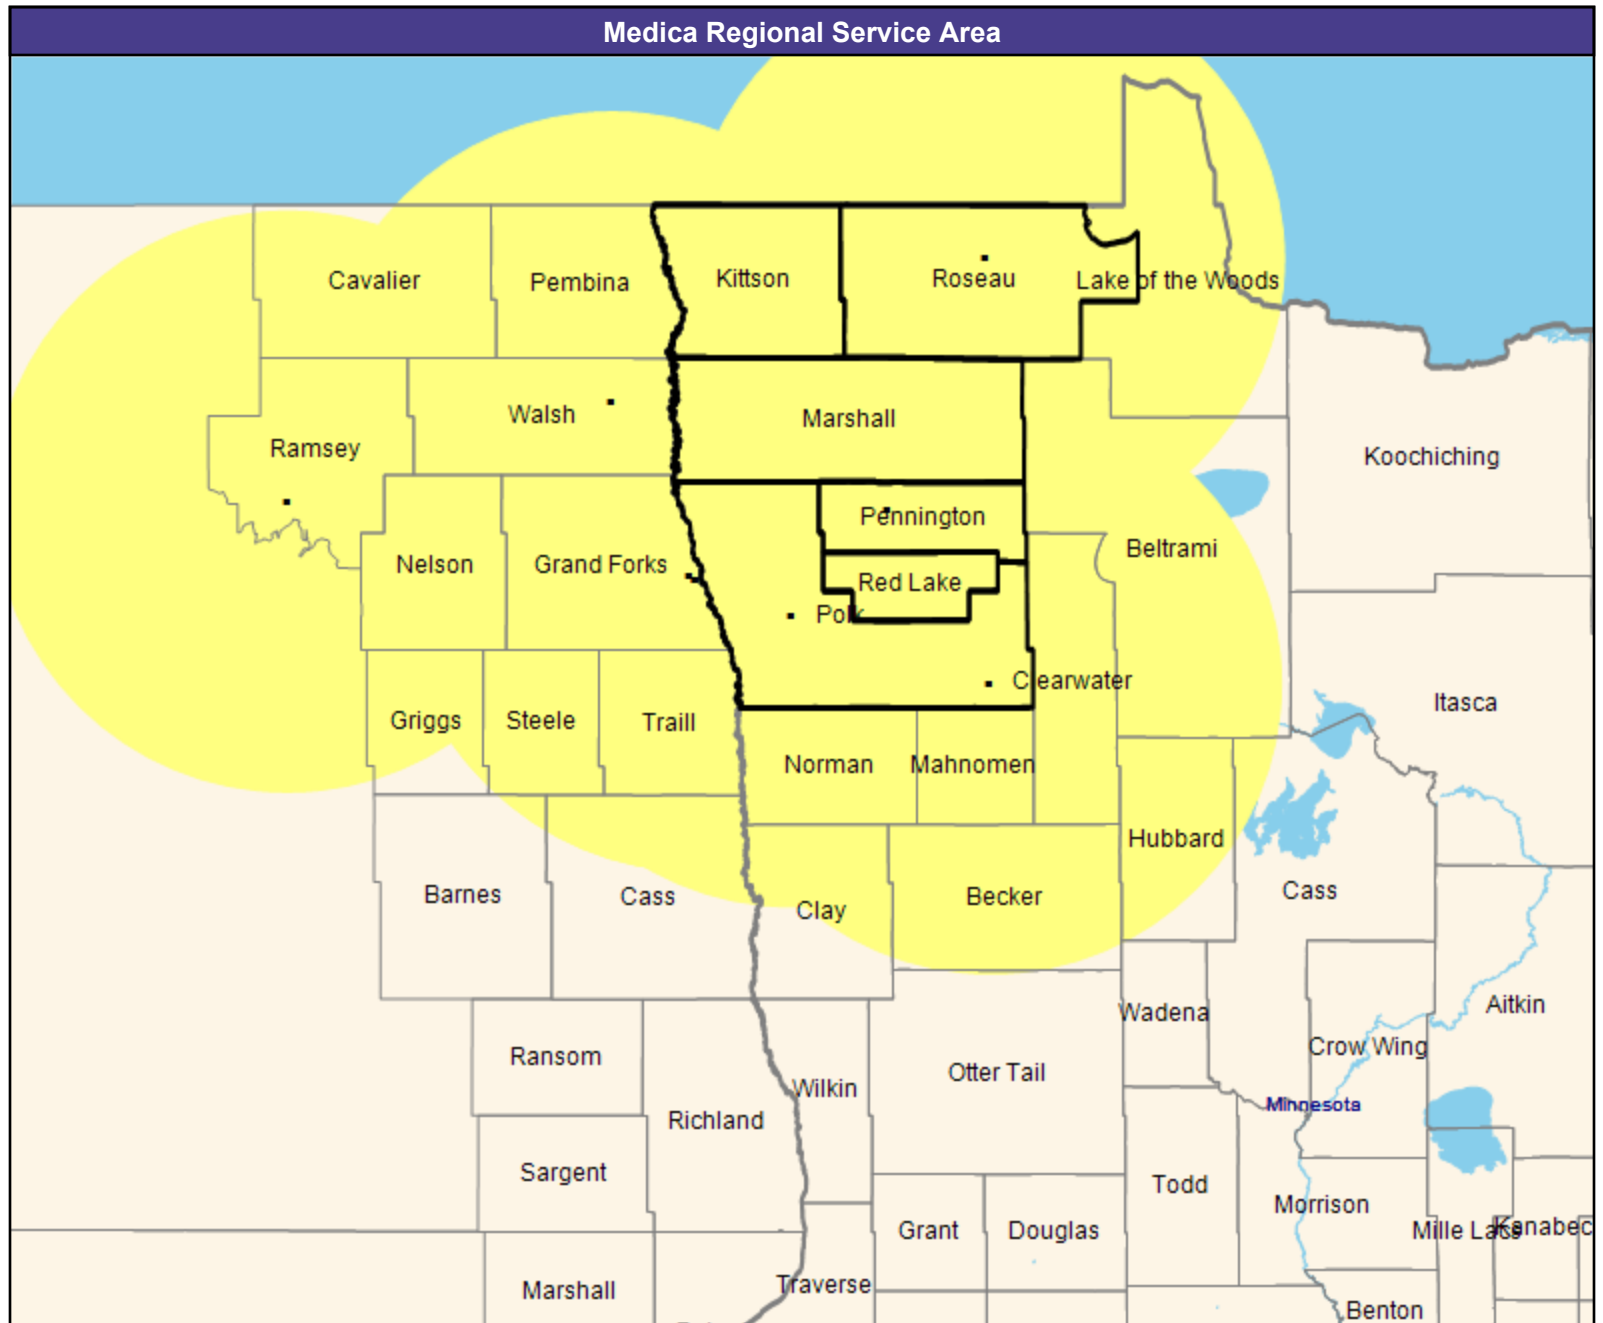 Medica Regional Service Area
Cavalier
Pembina
Kittson
Roseau
Lake of the Woods
Walsh
Marshall
Ramsey
Koochiching
Pennington
Nelson
Grand Forks
Beltrami
Red Lake
Polk
Clearwater
Itasca
Griggs
Steele
Traill
Norman
Mahnomen
Hubbard
Barnes
Cass
Clay
Becker
Cass
Wadena
Aitkin
Ransom
Crow Wing
Otter Tail
Wilkin
Minnesota
Richland
Sargent
Todd
Morrison
Grant
Douglas
Mille Lacs
Kanabec
Marshall
Traverse
Benton